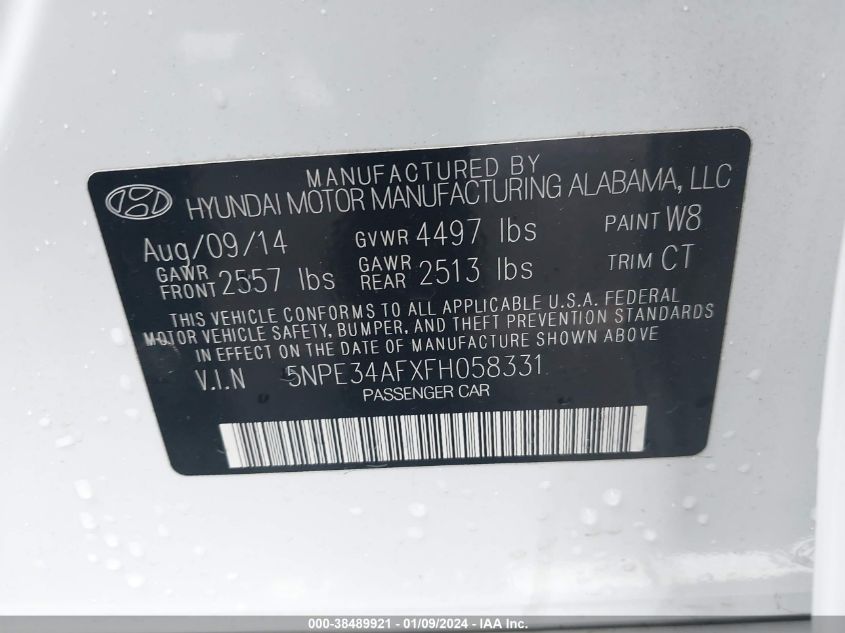 MANUFACTURED BY
HYUNDAI MOTOR MANUFACTURING ALABAMA, LLC
Aug/09/14 GVWR 4497 lbs PAINT W8
GAWR FRONT 2557 lbs GAWR REAR 2513 lbs TRIM CT
THIS VEHICLE CONFORMS TO ALL APPLICABLE U.S.A. FEDERAL
MOTOR VEHICLE SAFETY, BUMPER, AND THEFT PREVENTION STANDARDS
IN EFFECT ON THE DATE OF MANUFACTURE SHOWN ABOVE
V.I.N 5NPE34AFXFH058331
PASSENGER CAR
000-38489921 - 01/09/2024 - IAA Inc.